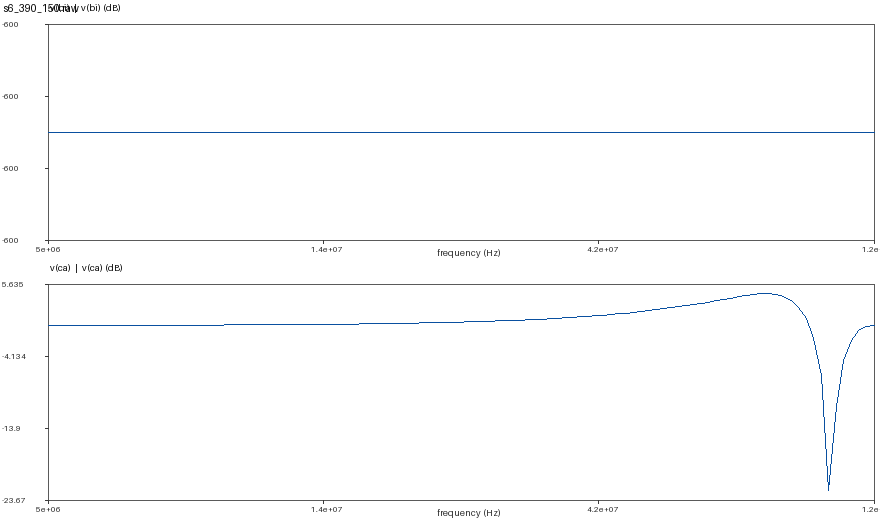 s6_390_150.raw v(bi) | v(bi) (dB)
-600
-600
-600
-600
5e+06 1.4e+07 4.2e+07 1.2e
frequency (Hz)
v(ca) | v(ca) (dB)
5.635
-4.134
-13.9
-23.67
5e+06 1.4e+07 4.2e+07 1.2e
frequency (Hz)